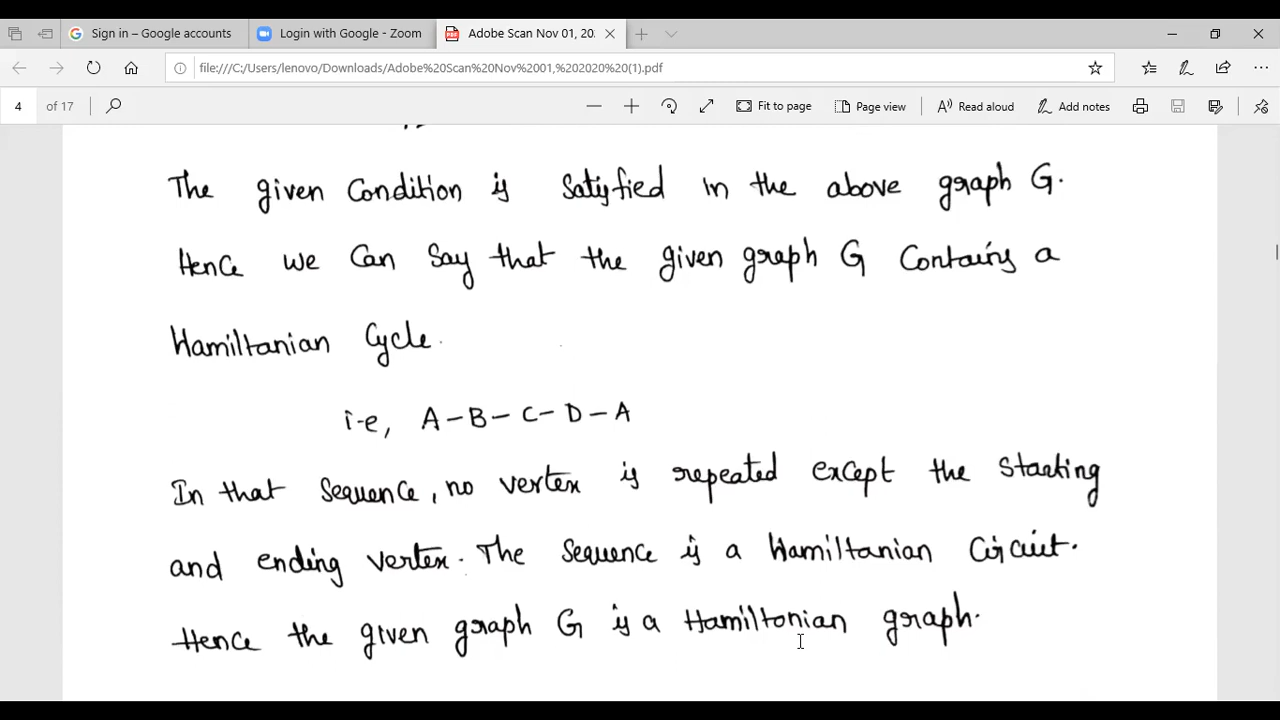 Sign in – Google accounts
Login with Google - Zoom
Adobe Scan Nov 01, 202
file:///C:/Users/lenovo/Downloads/Adobe%20Scan%20Nov%2001,%202020%20(1).pdf
4 of 17
Fit to page
Page view
Read aloud
Add notes
The given Condition is Satisfied in the above graph G.
Hence we Can Say that the given graph G Contains a
Hamiltanian Cycle.
i-e, A-B-C-D-A
In that Sequence, no vertex is repeated except the Starting
and ending vertex. The Sequence is a Hamiltanian Circuit.
Hence the given graph G is a Hamiltonian graph.